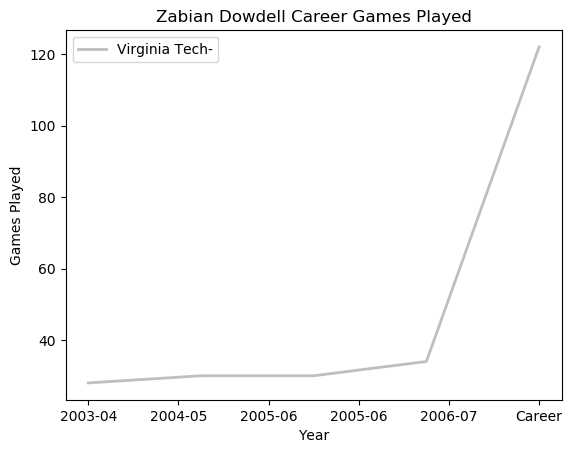 Zabian Dowdell Career Games Played
Virginia Tech-
120
100
80
60
40
Games Played
2003-04 2004-05 2005-06 2005-06 2006-07 Career
Year